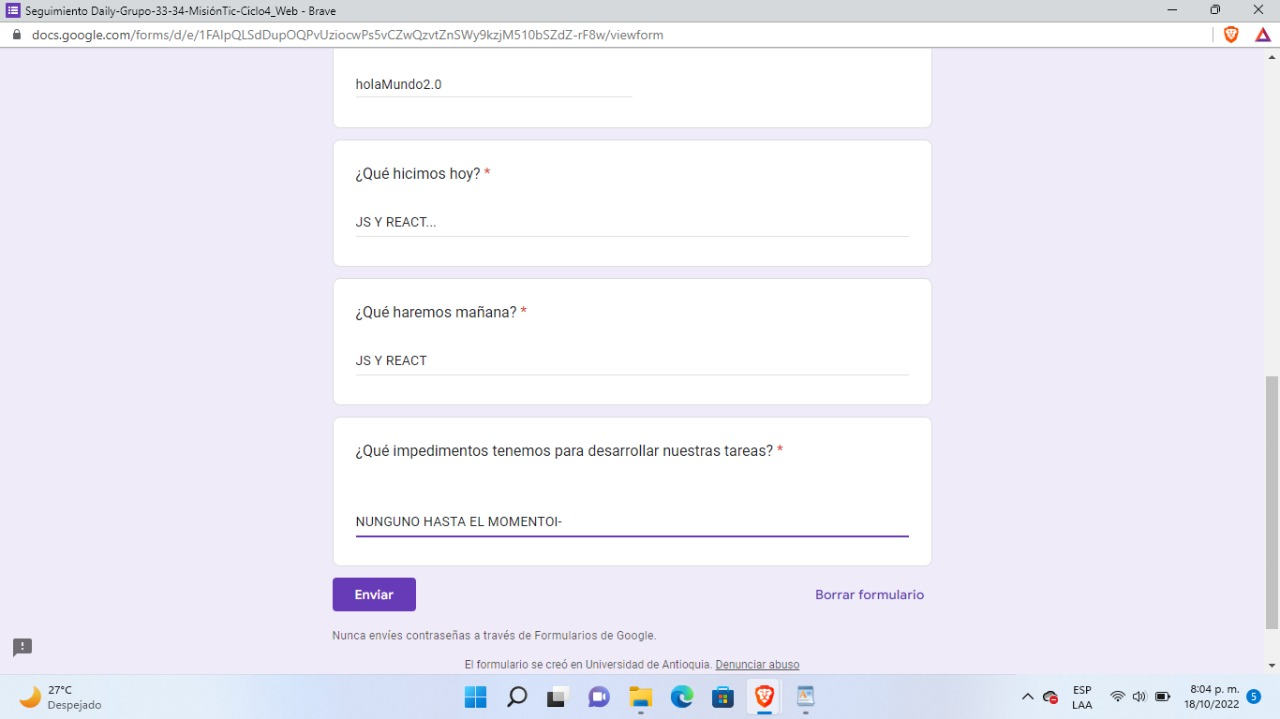 Seguimiento Daily-Grupo-33-34-MisiónTic-Ciclo4_Web - Brave
docs.google.com/forms/d/e/1FAIpQLSdDupOQPvUziocwPs5vCZwQzvtZnSWy9kzjM510bSZdZ-rF8w/viewform
holaMundo2.0
¿Qué hicimos hoy? *
JS Y REACT...
¿Qué haremos mañana? *
JS Y REACT
¿Qué impedimentos tenemos para desarrollar nuestras tareas? *
NUNGUNO HASTA EL MOMENTOI-
Enviar
Borrar formulario
Nunca envíes contraseñas a través de Formularios de Google.
El formulario se creó en Universidad de Antioquia. Denunciar abuso
27°C
Despejado
ESP
LAA
8:04 p. m.
18/10/2022
5